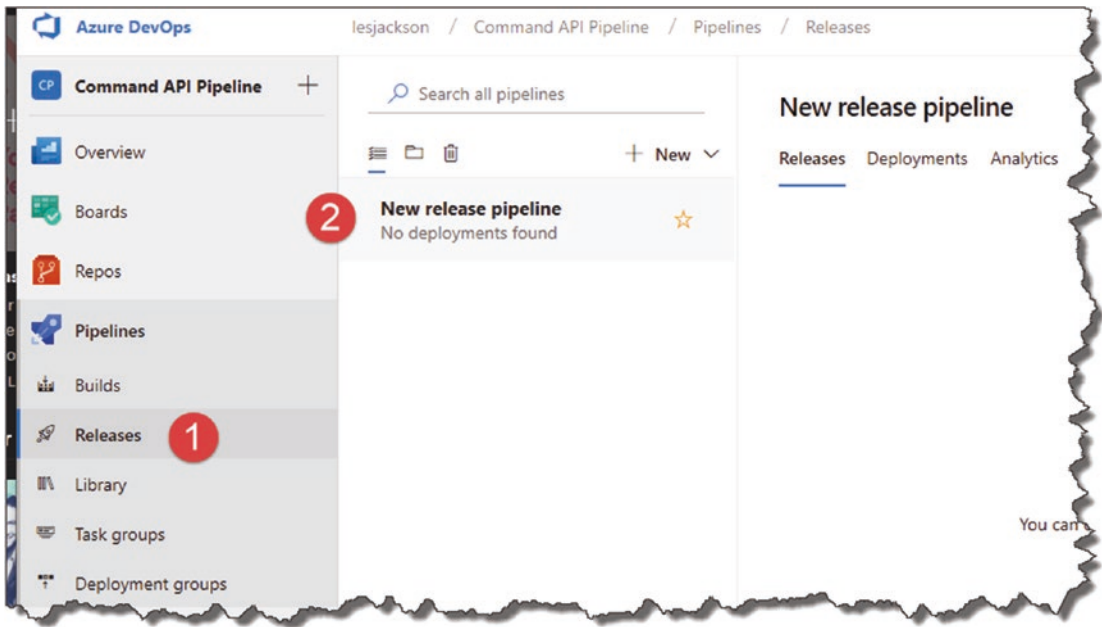 Azure DevOps
lesjackson / Command API Pipeline / Pipelines / Releases
CP Command API Pipeline +
Overview
Boards
Repos
Pipelines
Builds
Releases 1
Library
Task groups
Deployment groups
Search all pipelines
+ New
2 New release pipeline
No deployments found
New release pipeline
Releases Deployments Analytics
You can